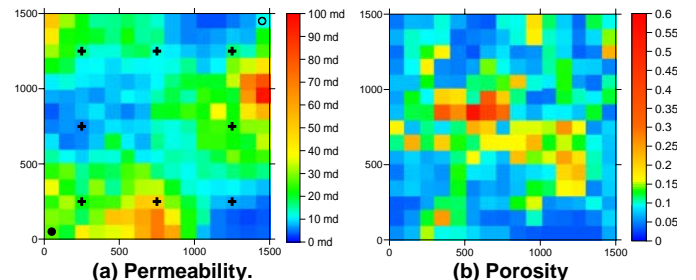 1500
1000
500
0
0
500
1000
1500
100 md
90 md
80 md
70 md
60 md
50 md
40 md
30 md
20 md
10 md
0 md
(a) Permeability.
1500
1000
500
0
0
500
1000
1500
0.6
0.55
0.5
0.45
0.4
0.35
0.3
0.25
0.2
0.15
0.1
0.05
0
(b) Porosity